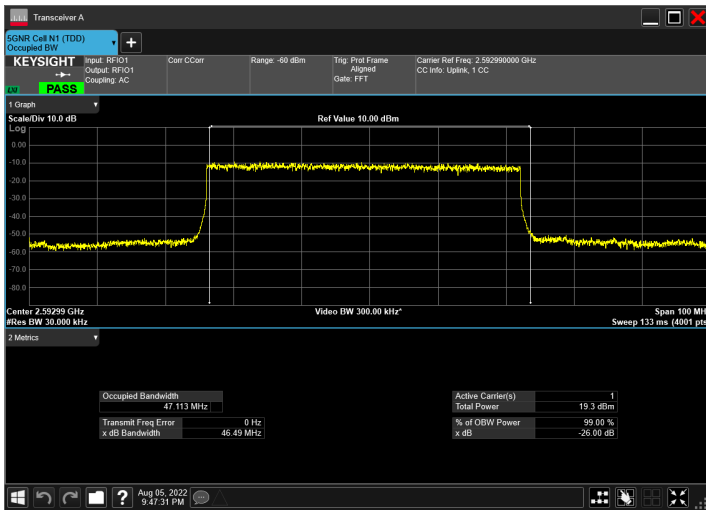 Transceiver A
5GNR Cell N1 (TDD)
Occupied BW
KEYSIGHT
LXI
PASS
Input: RFIO1
Output: RFIO1
Coupling: AC
Corr CCorr
Range: -60 dBm
Trig: Prot Frame
Aligned
Gate: FFT
Carrier Ref Freq: 2.592990000 GHz
CC Info: Uplink, 1 CC
1 Graph
Scale/Div 10.0 dB
Ref Value 10.00 dBm
Log
0.00
-10.0
-20.0
-30.0
-40.0
-50.0
-60.0
-70.0
-80.0
Center 2.59299 GHz
Video BW 300.00 kHz*
Span 100 MH
#Res BW 30.000 kHz
Sweep 133 ms (4001 pts
2 Metrics
Occupied Bandwidth
47.113 MHz
Transmit Freq Error 0 Hz
x dB Bandwidth 46.49 MHz
Active Carrier(s) 1
Total Power 19.3 dBm
% of OBW Power 99.00 %
x dB -26.00 dB
Aug 05, 2022
9:47:31 PM